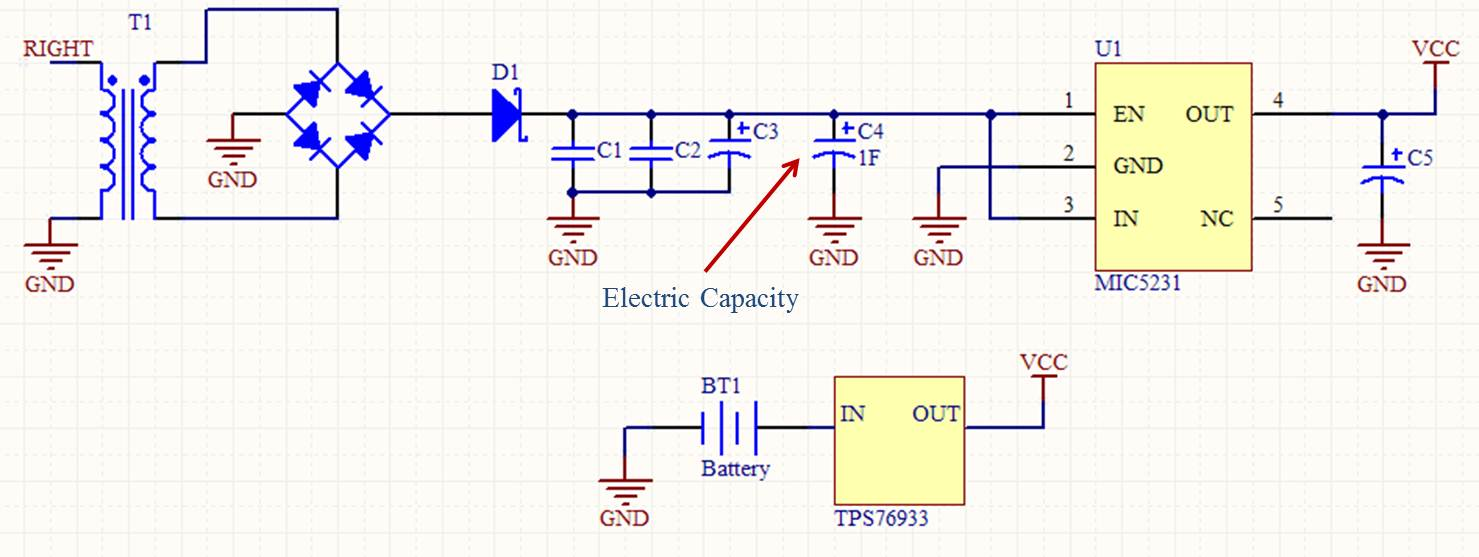 T1
RIGHT
GND
GND
D1
C1
C2
+ C3
+ C4
1F
GND
GND
GND
Electric Capacity
U1
1
EN
OUT
4
2
GND
3
IN
NC
5
MIC5231
VCC
+ C5
GND
BT1
Battery
GND
IN
OUT
TPS76933
VCC